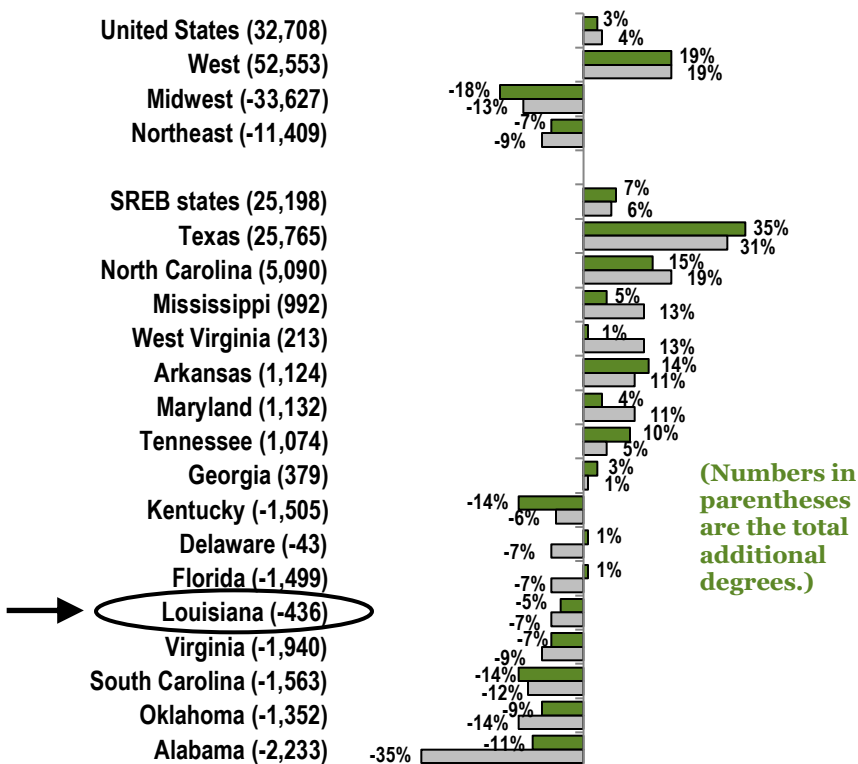 United States (32,708) 3% 4%
West (52,553) 19% 19%
Midwest (-33,627) -18% -13%
Northeast (-11,409) -7% -9%
SREB states (25,198) 7% 6%
Texas (25,765) 35% 31%
North Carolina (5,090) 15% 19%
Mississippi (992) 5% 13%
West Virginia (213) 1% 13%
Arkansas (1,124) 14% 11%
Maryland (1,132) 4% 11%
Tennessee (1,074) 10% 5%
Georgia (379) 3% 1%
Kentucky (-1,505) -14% -6%
Delaware (-43) 1% -7%
Florida (-1,499) 1% -7%
Louisiana (-436) -5% -7%
Virginia (-1,940) -7% -9%
South Carolina (-1,563) -14% -12%
Oklahoma (-1,352) -9% -14%
Alabama (-2,233) -11% -35%
(Numbers in
parentheses
are the total
additional
degrees.)